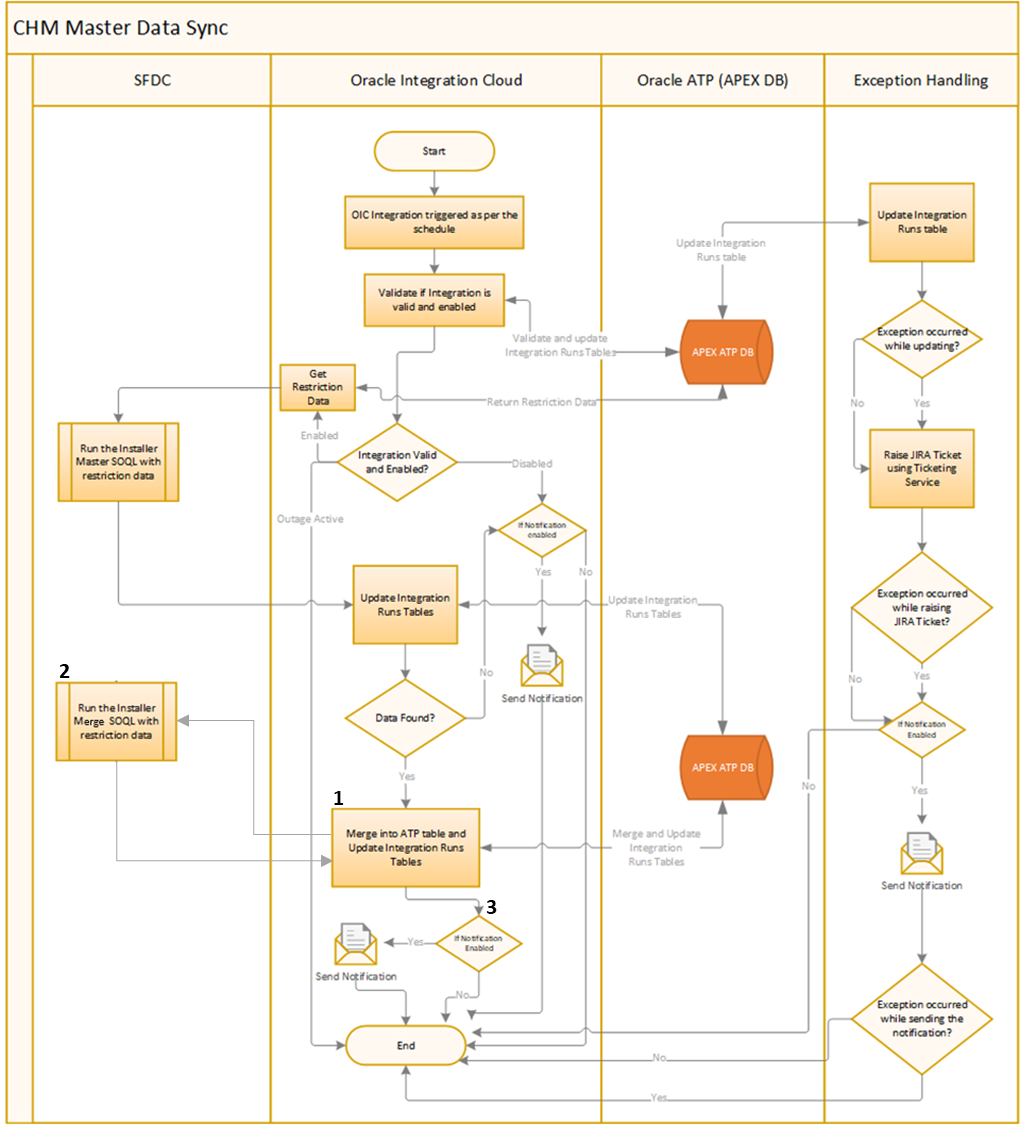 CHM Master Data Sync
SFDC
Oracle Integration Cloud
Oracle ATP (APEX DB)
Exception Handling
Start
OIC Integration triggered as per the
schedule
Validate if Integration is
valid and enabled
Validate and update
Integration Runs Tables
Update Integration
Runs table
APEX ATP DB
Get
Restriction
Data
Return Restriction Data
Enabled
Integration Valid
and Enabled?
Disabled
Outage Active
Run the Installer
Master SOQL with
restriction data
If Notification
enabled
Yes
No
Send Notification
Update Integration
Runs Tables
Update Integration
Runs Tables
Data Found?
No
Yes
2
Run the Installer
Merge SOQL with
restriction data
1
Merge into ATP table and
Update Integration Runs
Tables
APEX ATP DB
Merge and Update
Integration
Runs Tables
3
If Notification
Enabled
Yes
Send Notification
No
End
Update Integration
Runs table
Exception occurred
while updating?
No
Yes
Raise JIRA Ticket
using Ticketing
Service
Exception occurred
while raising
JIRA Ticket?
No
Yes
If Notification
Enabled
No
Yes
Send Notification
Exception occurred
while sending the
notification?
No
Yes